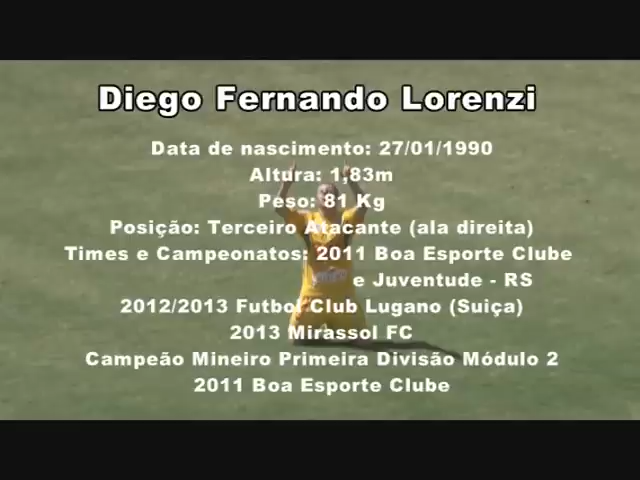 Diego Fernando Lorenzi
Data de nascimento: 27/01/1990
Altura: 1,83m
Peso: 81 Kg
Posição: Terceiro Atacante (ala direita)
Times e Campeonatos: 2011 Boa Esporte Clube
e Juventude - RS
2012/2013 Futbol Club Lugano (Suiça)
2013 Mirassol FC
Campeão Mineiro Primeira Divisão Módulo 2
2011 Boa Esporte Clube